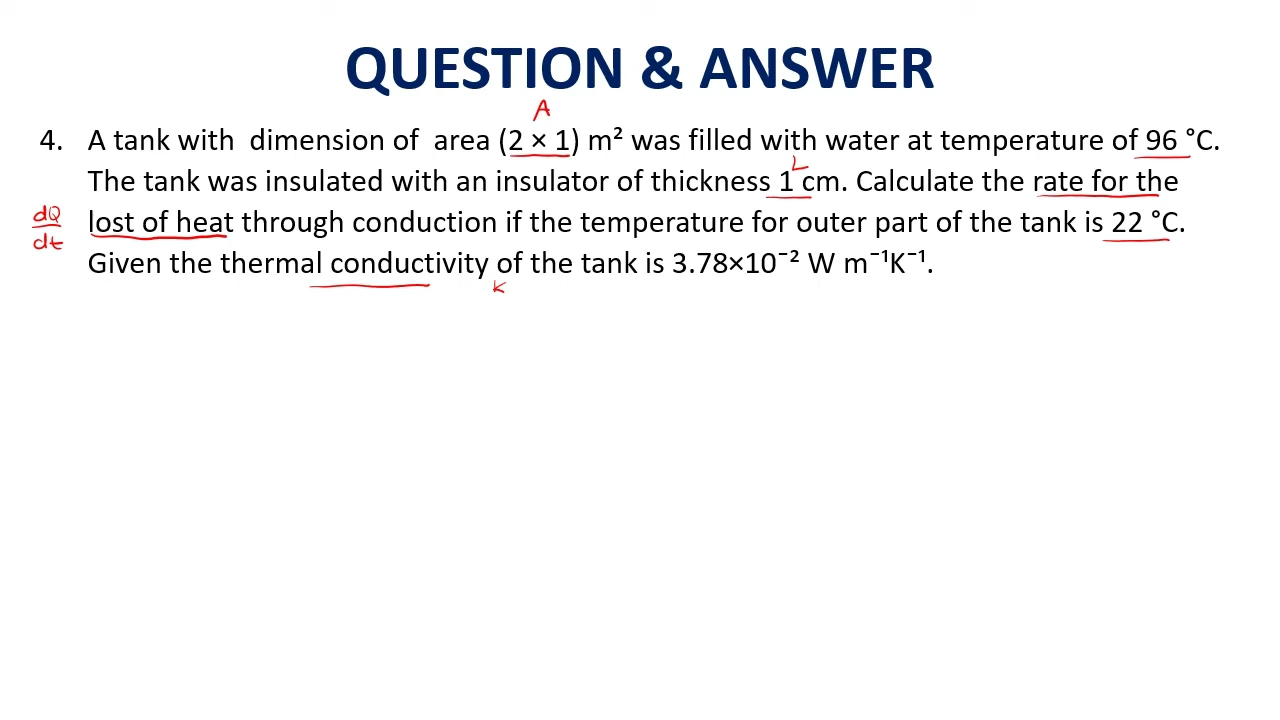 QUESTION & ANSWER
A
4. A tank with dimension of area (2 × 1) m² was filled with water at temperature of 96 °C.
L
The tank was insulated with an insulator of thickness 1 cm. Calculate the rate for the
dQ
dt
lost of heat through conduction if the temperature for outer part of the tank is 22 °C.
Given the thermal conductivity of the tank is 3.78×10⁻² W m⁻¹K⁻¹.
K